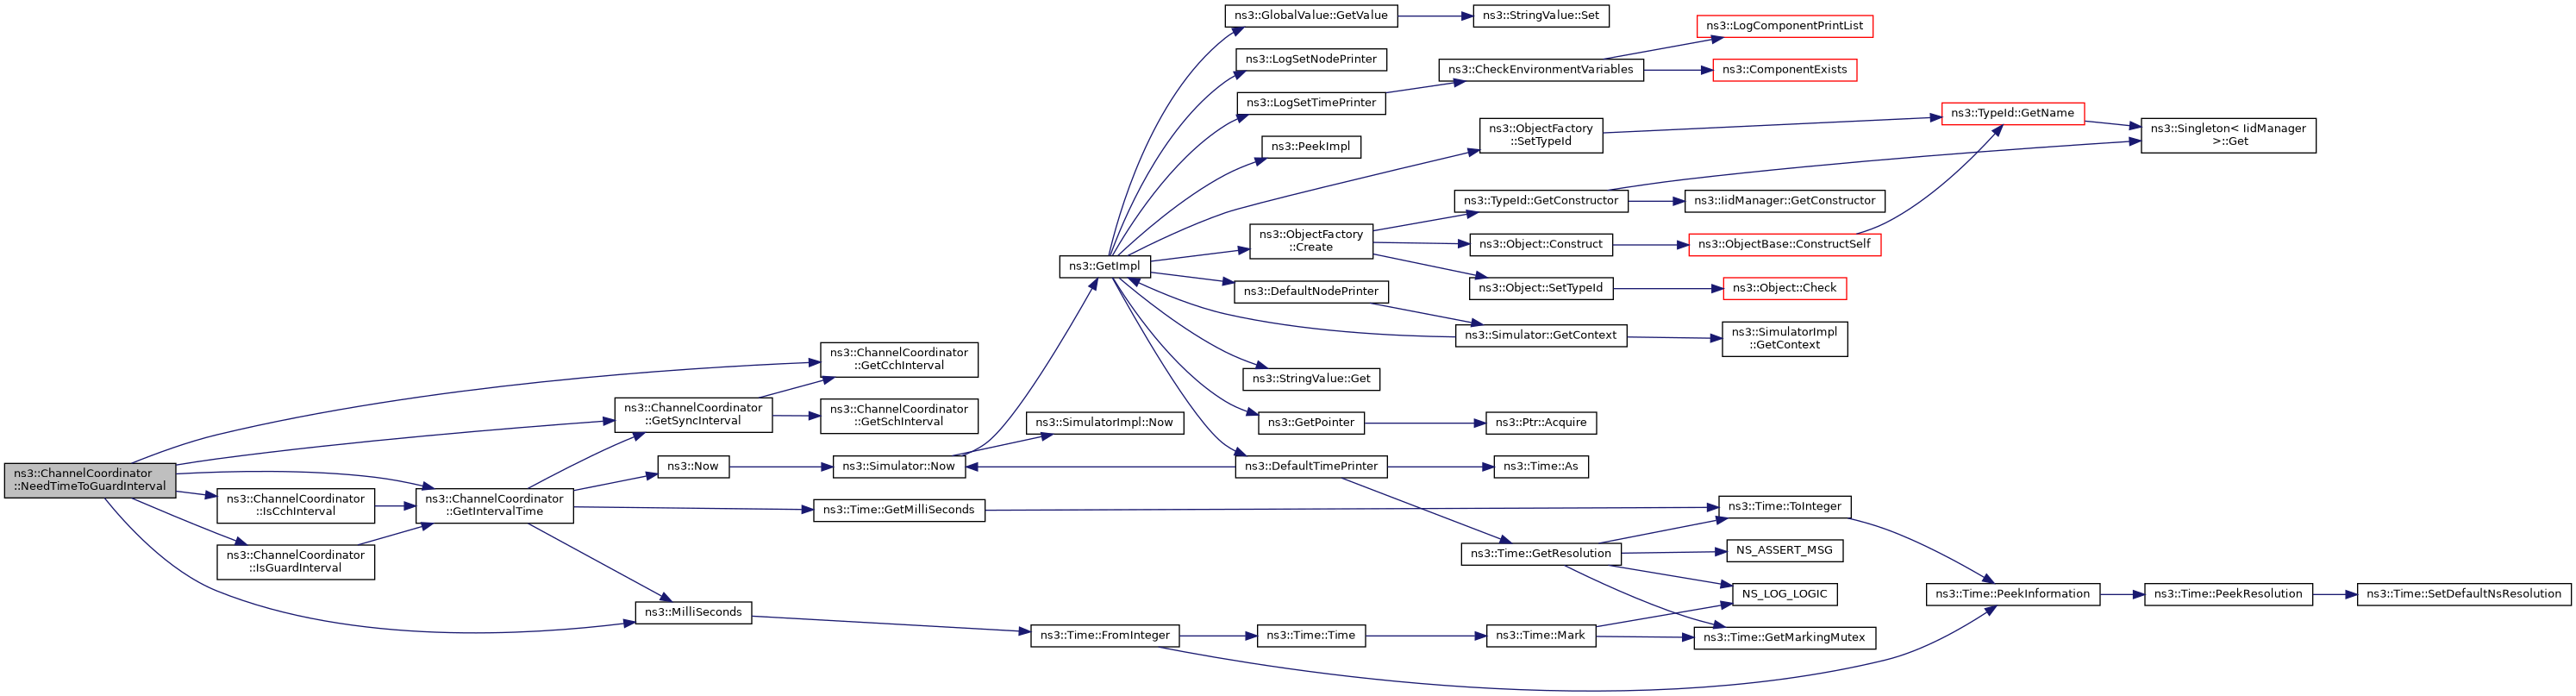 ns3::ChannelCoordinator
::NeedTimeToGuardInterval
ns3::ChannelCoordinator
::IsCchInterval
ns3::ChannelCoordinator
::IsGuardInterval
ns3::ChannelCoordinator
::GetIntervalTime
ns3::ChannelCoordinator
::GetSyncInterval
ns3::Now
ns3::MilliSeconds
ns3::ChannelCoordinator
::GetCchInterval
ns3::ChannelCoordinator
::GetSchInterval
ns3::Simulator::Now
ns3::Time::GetMilliSeconds
ns3::GetImpl
ns3::SimulatorImpl::Now
ns3::Time::FromInteger
ns3::GlobalValue::GetValue
ns3::LogSetNodePrinter
ns3::LogSetTimePrinter
ns3::PeekImpl
ns3::ObjectFactory
::Create
ns3::DefaultNodePrinter
ns3::StringValue::Get
ns3::GetPointer
ns3::DefaultTimePrinter
ns3::Time::Time
ns3::StringValue::Set
ns3::CheckEnvironmentVariables
ns3::ObjectFactory
::SetTypeId
ns3::TypeId::GetConstructor
ns3::Object::Construct
ns3::Object::SetTypeId
ns3::Simulator::GetContext
ns3::Ptr::Acquire
ns3::Time::As
ns3::Time::GetResolution
ns3::Time::Mark
ns3::LogComponentPrintList
ns3::ComponentExists
ns3::IidManager::GetConstructor
ns3::ObjectBase::ConstructSelf
ns3::Object::Check
ns3::SimulatorImpl
::GetContext
ns3::Time::ToInteger
NS_ASSERT_MSG
NS_LOG_LOGIC
ns3::Time::GetMarkingMutex
ns3::TypeId::GetName
ns3::Time::PeekInformation
ns3::Singleton< IidManager
>::Get
ns3::Time::PeekResolution
ns3::Time::SetDefaultNsResolution